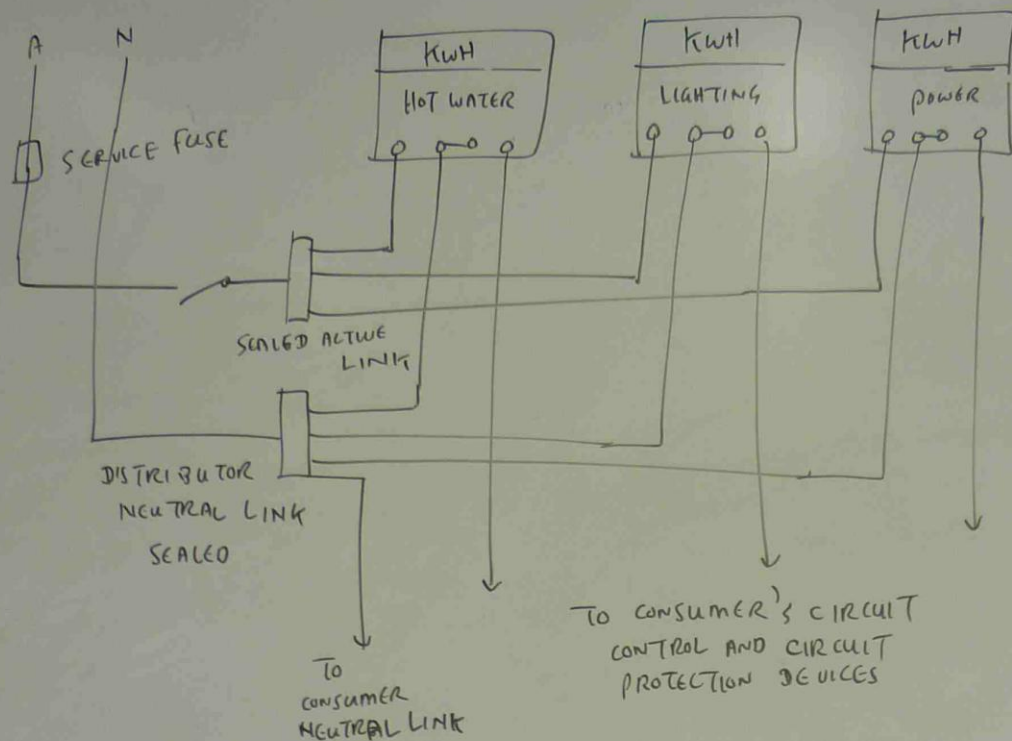 A N
SERVICE FUSE
KWH
HOT WATER
KWH
LIGHTING
KWH
POWER
SEALED ACTIVE
LINK
DISTRIBUTOR
NEUTRAL LINK
SEALED
TO
CONSUMER
NEUTRAL LINK
TO CONSUMER'S CIRCUIT
CONTROL AND CIRCUIT
PROTECTION DEVICES